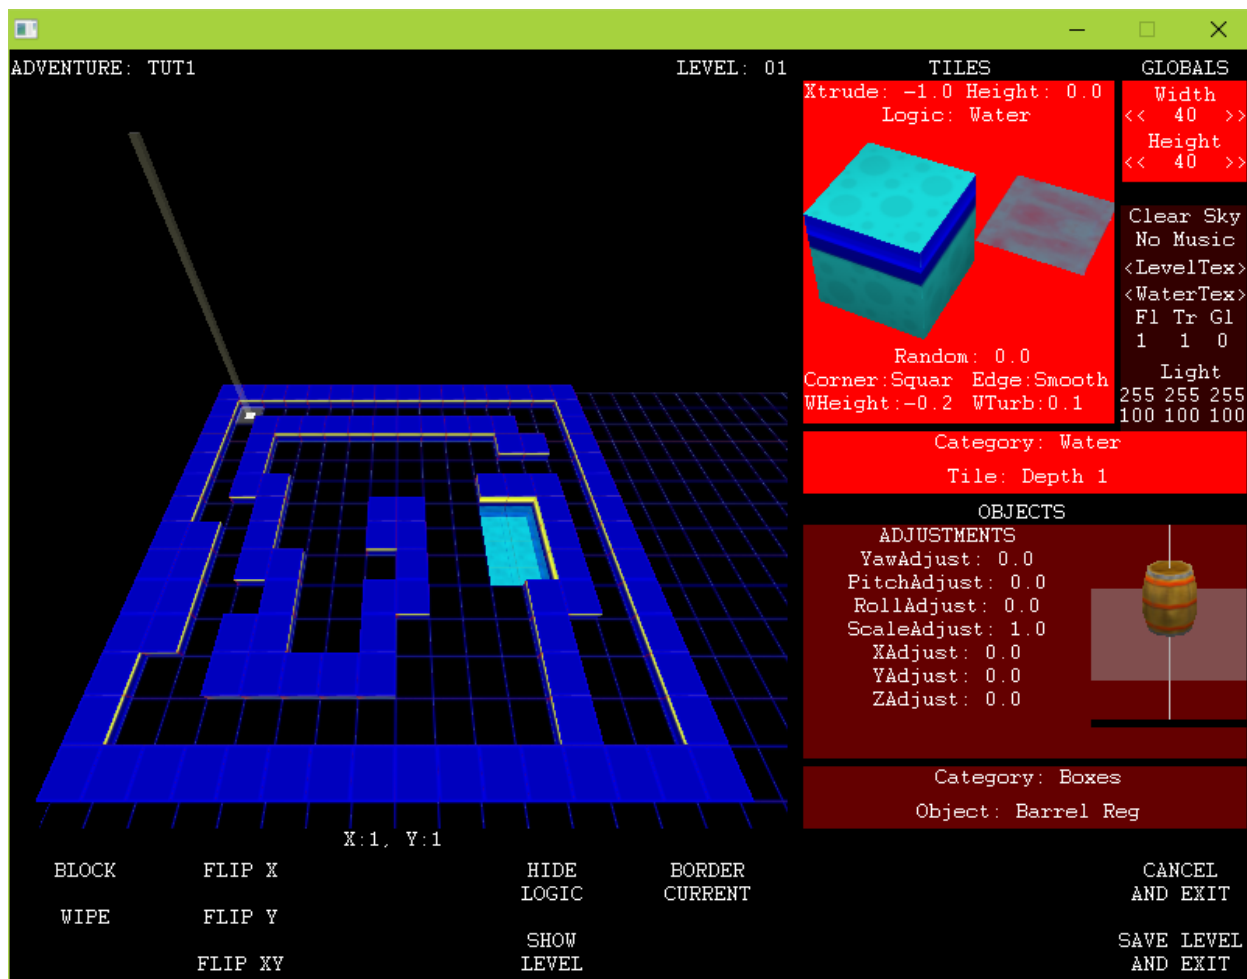 ADVENTURE: TUT1
LEVEL: 01
TILES
Xtrude: -1.0 Height: 0.0
Logic: Water
Random: 0.0
Corner:Squar Edge:Smooth
WHeight:-0.2 WTurb:0.1
Category: Water
Tile: Depth 1
GLOBALS
Width
<< 40 >>
Height
<< 40 >>
Clear Sky
No Music
<LevelTex>
<WaterTex>
Fl Tr Gl
1 1 0
Light
255 255 255
100 100 100
OBJECTS
ADJUSTMENTS
YawAdjust: 0.0
PitchAdjust: 0.0
RollAdjust: 0.0
ScaleAdjust: 1.0
XAdjust: 0.0
YAdjust: 0.0
ZAdjust: 0.0
Category: Boxes
Object: Barrel Reg
X:1, Y:1
BLOCK
WIPE
FLIP X
FLIP Y
FLIP XY
HIDE
LOGIC
SHOW
LEVEL
BORDER
CURRENT
CANCEL
AND EXIT
SAVE LEVEL
AND EXIT